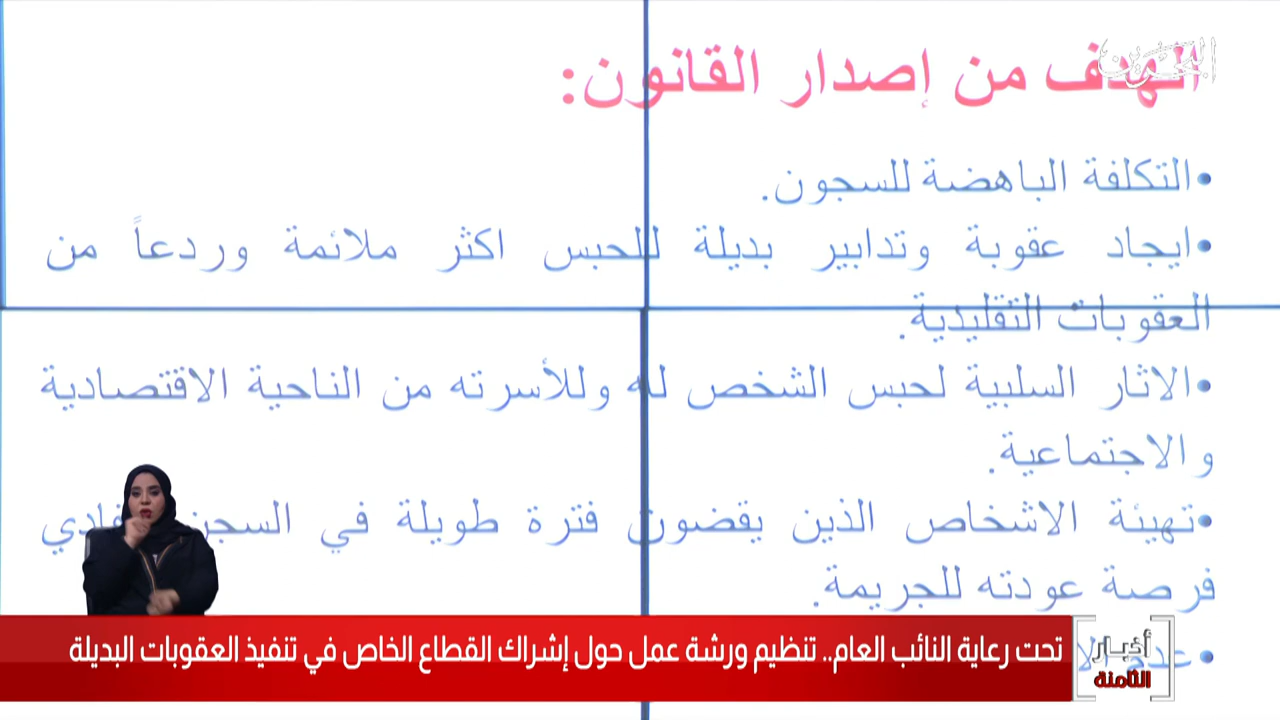 البحرين
الهدف من إصدار القانون:
•التكلفة الباهضة للسجون.
•ايجاد عقوبة وتدابير بديلة للحبس اكثر ملائمة وردعاً من
العقوبات التقليدية.
•الاثار السلبية لحبس الشخص له وللأسرته من الناحية الاقتصادية
والاجتماعية.
•تهيئة الاشخاص الذين يقضون فترة طويلة في السجن
فرصة عودته للجريمة.
تحت رعاية النائب العام.. تنظيم ورشة عمل حول إشراك القطاع الخاص في تنفيذ العقوبات البديلة
أخبار
الثامنة